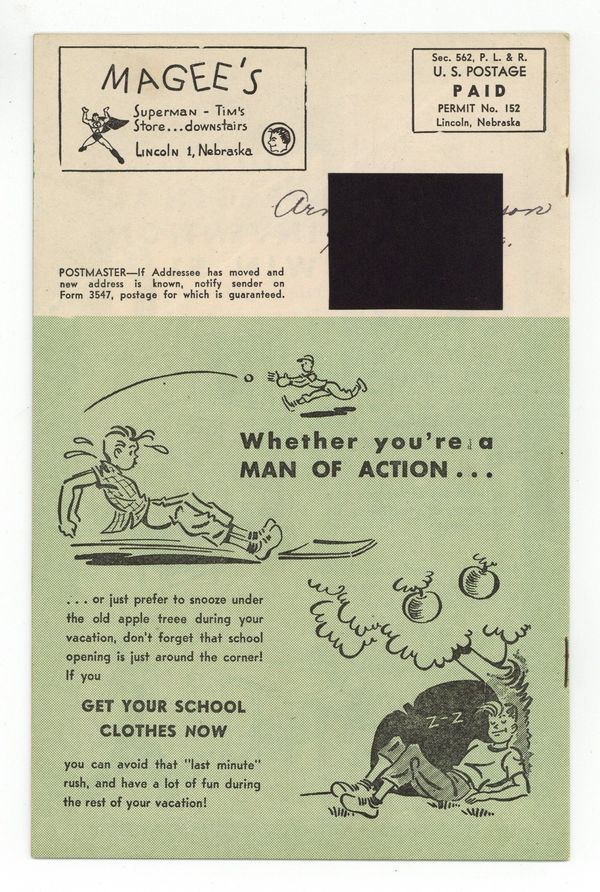 MAGEE'S
Superman - Tim's
Store...downstairs
Lincoln 1, Nebraska
Sec. 562, P. L. & R.
U. S. POSTAGE
PAID
PERMIT No. 152
Lincoln, Nebraska
POSTMASTER—If Addressee has moved and
new address is known, notify sender on
Form 3547, postage for which is guaranteed.
Whether you're a
MAN OF ACTION...
... or just prefer to snooze under
the old apple treee during your
vacation, don't forget that school
opening is just around the corner!
If you
GET YOUR SCHOOL
CLOTHES NOW
you can avoid that "last minute"
rush, and have a lot of fun during
the rest of your vacation!
Z-Z